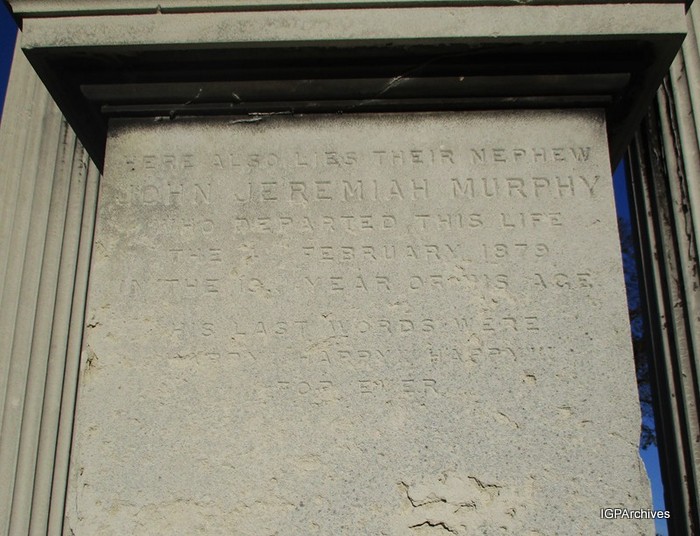 HERE ALSO LIES THEIR NEPHEW
JOHN JEREMIAH MURPHY
WHO DEPARTED THIS LIFE
THE FEBRUARY 1879
IN THE YEAR OF HIS AGE
HIS LAST WORDS WERE
HAPPY! HAPPY!! HAPPY!!!
FOR EVER
IGPArchives